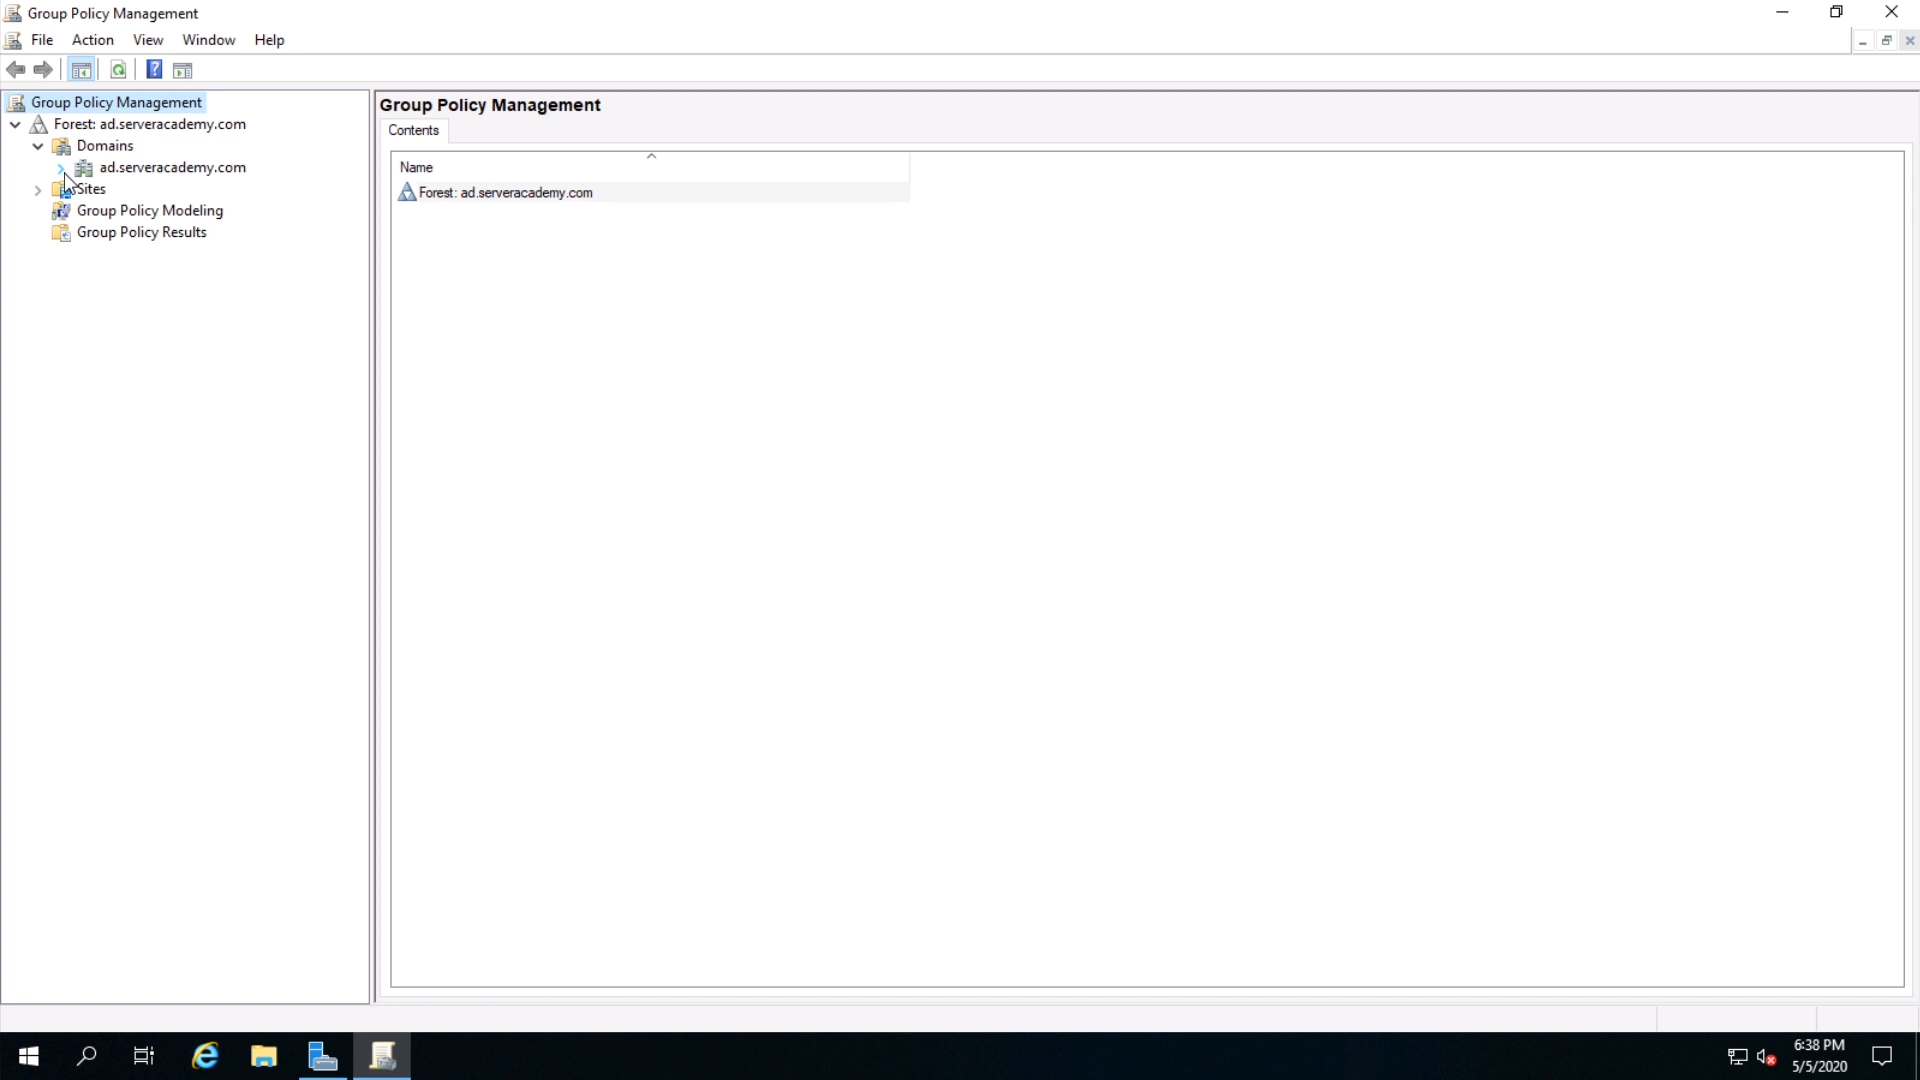 Group Policy Management
File Action View Window Help
Group Policy Management
Forest: ad.serveracademy.com
Domains
ad.serveracademy.com
Sites
Group Policy Modeling
Group Policy Results
Group Policy Management
Contents
Name
Forest: ad.serveracademy.com
6:38 PM
5/5/2020